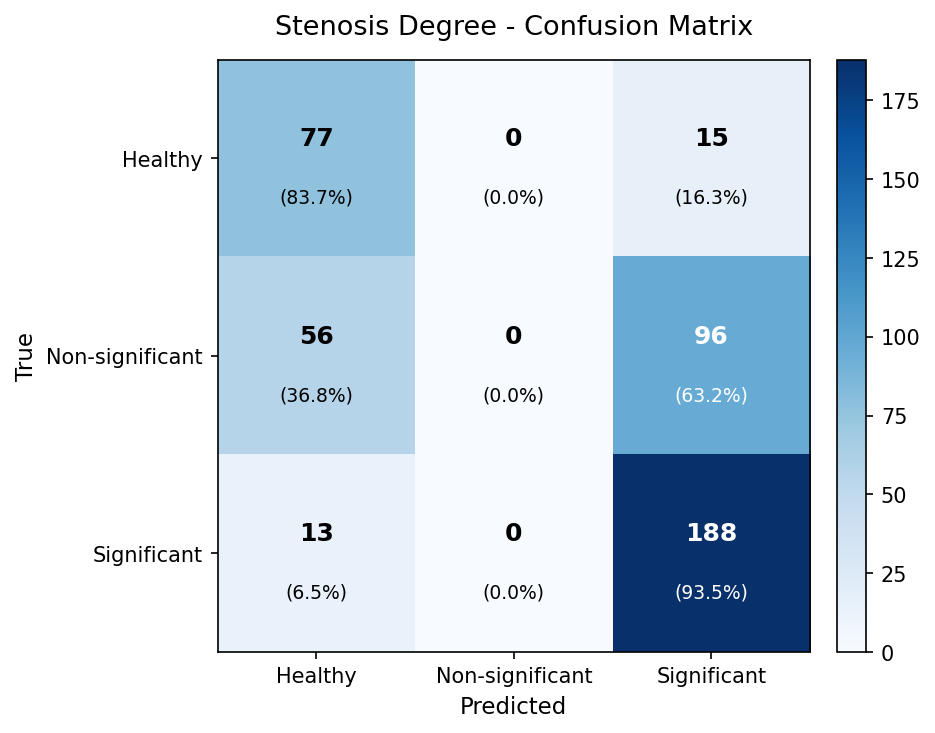 Stenosis Degree - Confusion Matrix
True
Healthy
77
(83.7%)
0
(0.0%)
15
(16.3%)
Non-significant
56
(36.8%)
0
(0.0%)
96
(63.2%)
Significant
13
(6.5%)
0
(0.0%)
188
(93.5%)
Healthy
Non-significant
Significant
Predicted
175
150
125
100
75
50
25
0